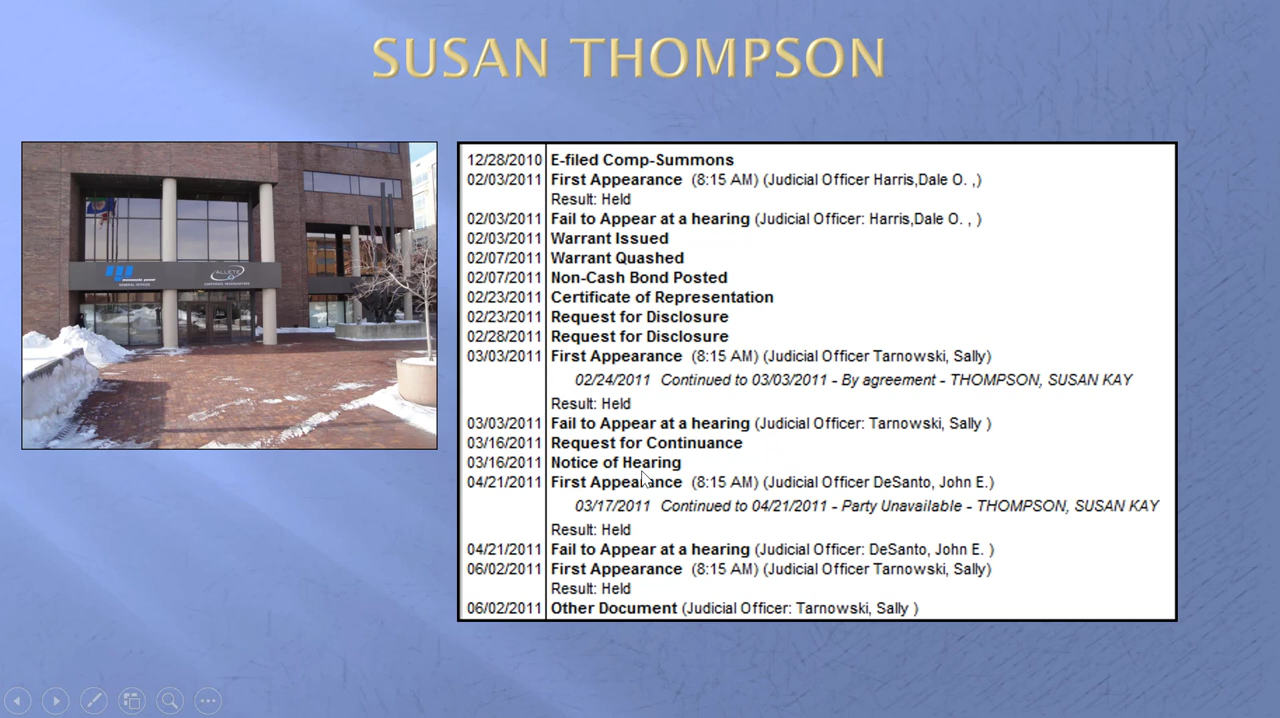 SUSAN THOMPSON
minnesota power
GENERAL OFFICES
ALLETE
CORPORATE HEADQUARTERS
12/28/2010 E-filed Comp-Summons
02/03/2011 First Appearance (8:15 AM) (Judicial Officer Harris,Dale O. ,)
Result: Held
02/03/2011 Fail to Appear at a hearing (Judicial Officer: Harris,Dale O. , )
02/03/2011 Warrant Issued
02/07/2011 Warrant Quashed
02/07/2011 Non-Cash Bond Posted
02/23/2011 Certificate of Representation
02/23/2011 Request for Disclosure
02/28/2011 Request for Disclosure
03/03/2011 First Appearance (8:15 AM) (Judicial Officer Tarnowski, Sally)
02/24/2011 Continued to 03/03/2011 - By agreement - THOMPSON, SUSAN KAY
Result: Held
03/03/2011 Fail to Appear at a hearing (Judicial Officer: Tarnowski, Sally )
03/16/2011 Request for Continuance
03/16/2011 Notice of Hearing
04/21/2011 First Appearance (8:15 AM) (Judicial Officer DeSanto, John E.)
03/17/2011 Continued to 04/21/2011 - Party Unavailable - THOMPSON, SUSAN KAY
Result: Held
04/21/2011 Fail to Appear at a hearing (Judicial Officer: DeSanto, John E. )
06/02/2011 First Appearance (8:15 AM) (Judicial Officer Tarnowski, Sally)
Result: Held
06/02/2011 Other Document (Judicial Officer: Tarnowski, Sally )